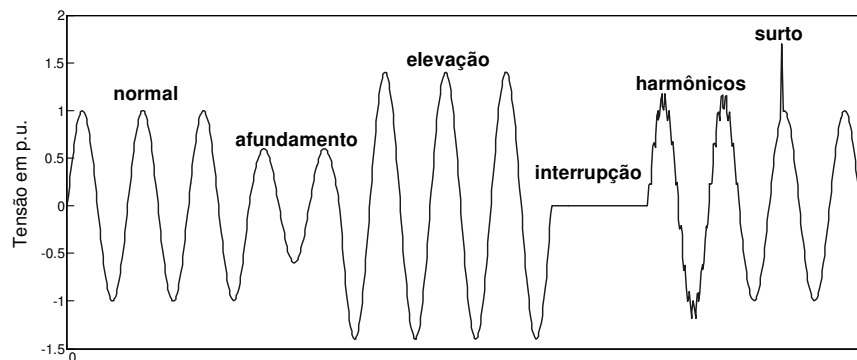 surto
elevação
harmônicos
normal
afundamento
interrupção
Tensão em p.u.
2
1.5
1
0.5
0
-0.5
-1
-1.5
0